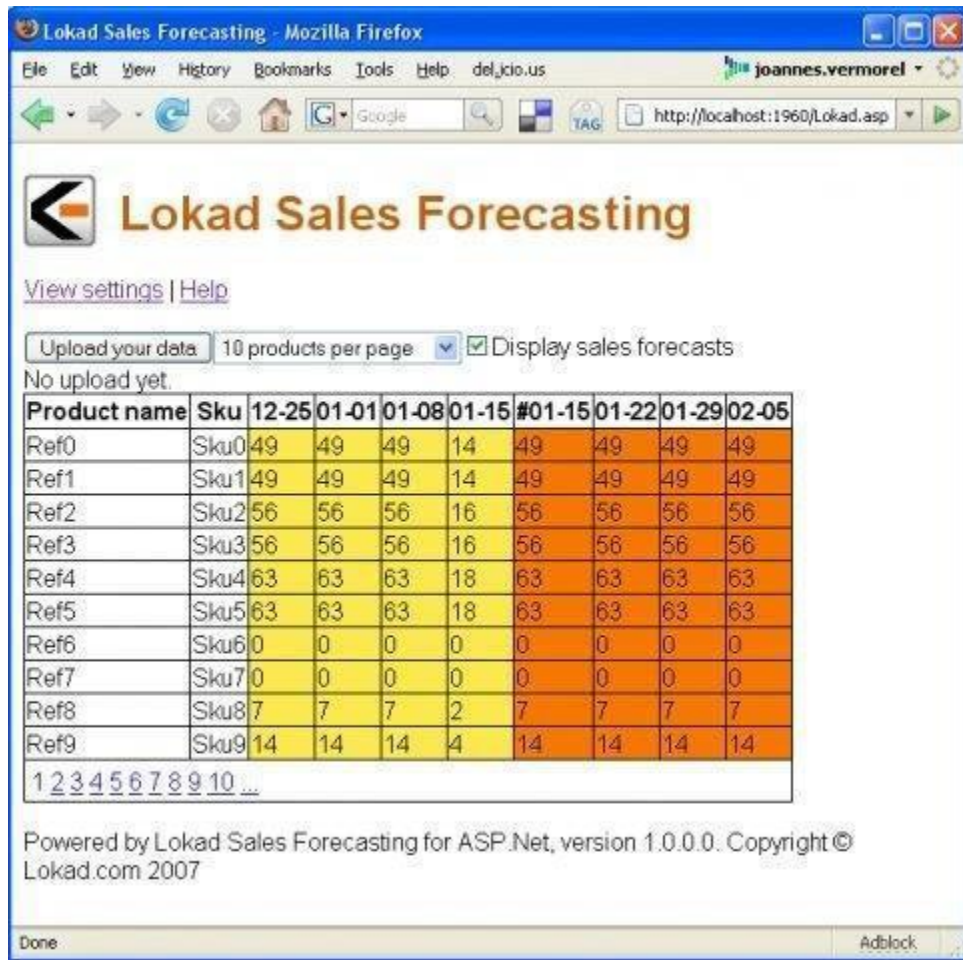 Lokad Sales Forecasting - Mozilla Firefox
File Edit View History Bookmarks Tools Help del.icio.us joannes.vermorel
G Google TAG http://localhost:1960/Lokad.asp
Lokad Sales Forecasting
View settings | Help
Upload your data 10 products per page Display sales forecasts
No upload yet.
Product name Sku 12-25 01-01 01-08 01-15 #01-15 01-22 01-29 02-05
Ref0 Sku0 49 49 49 14 49 49 49 49
Ref1 Sku1 49 49 49 14 49 49 49 49
Ref2 Sku2 56 56 56 16 56 56 56 56
Ref3 Sku3 56 56 56 16 56 56 56 56
Ref4 Sku4 63 63 63 18 63 63 63 63
Ref5 Sku5 63 63 63 18 63 63 63 63
Ref6 Sku6 0 0 0 0 0 0 0 0
Ref7 Sku7 0 0 0 0 0 0 0 0
Ref8 Sku8 7 7 7 2 7 7 7 7
Ref9 Sku9 14 14 14 4 14 14 14 14
1 2 3 4 5 6 7 8 9 10 ...
Powered by Lokad Sales Forecasting for ASP.Net, version 1.0.0.0. Copyright ©
Lokad.com 2007
Done Adblock